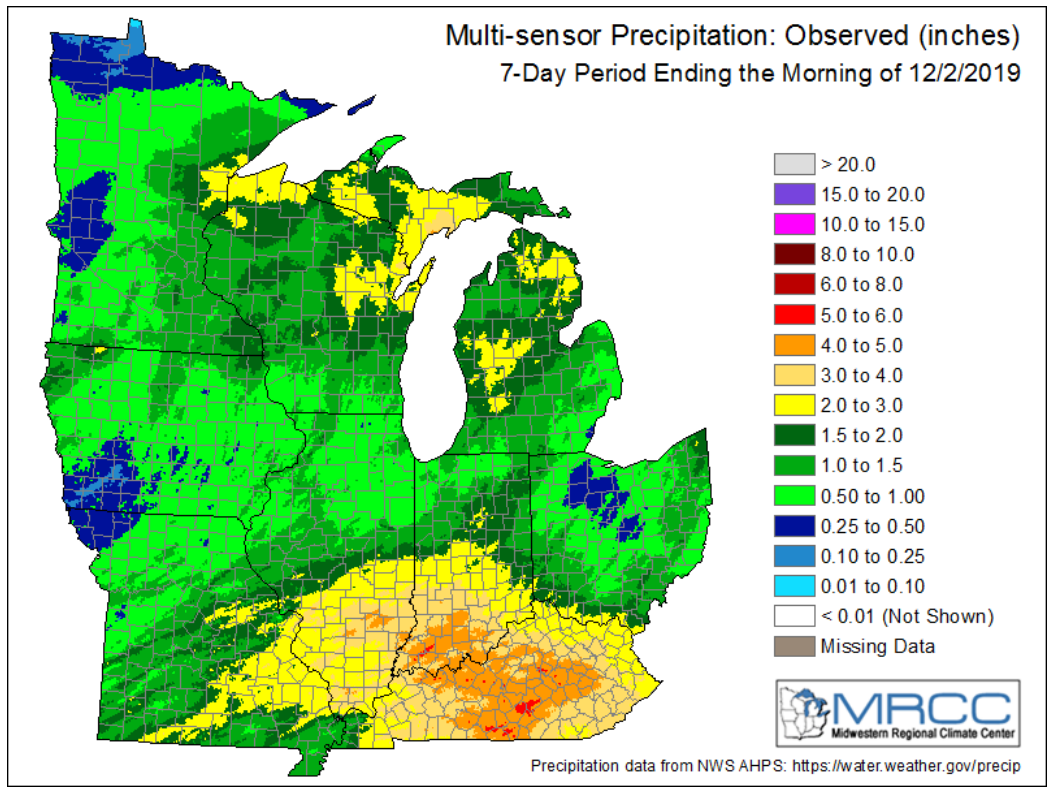 Multi-sensor Precipitation: Observed (inches)
7-Day Period Ending the Morning of 12/2/2019
> 20.0
15.0 to 20.0
10.0 to 15.0
8.0 to 10.0
6.0 to 8.0
5.0 to 6.0
4.0 to 5.0
3.0 to 4.0
2.0 to 3.0
1.5 to 2.0
1.0 to 1.5
0.50 to 1.00
0.25 to 0.50
0.10 to 0.25
0.01 to 0.10
< 0.01 (Not Shown)
Missing Data
MRCC
Midwestern Regional Climate Center
Precipitation data from NWS AHPS: https://water.weather.gov/precip